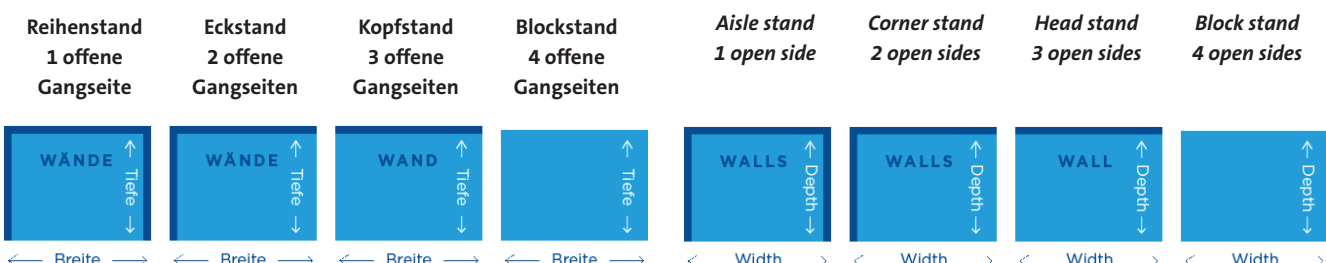 Reihenstand
1 offene
Gangseite
Eckstand
2 offene
Gangseiten
Kopfstand
3 offene
Gangseiten
Blockstand
4 offene
Gangseiten
Aisle stand
1 open side
Corner stand
2 open sides
Head stand
3 open sides
Block stand
4 open sides
WÄNDE
Tiefe
WÄNDE
Tiefe
WAND
Tiefe
Tiefe
WALLS
Depth
WALLS
Depth
WALL
Depth
Depth
Breite
Breite
Breite
Breite
Width
Width
Width
Width